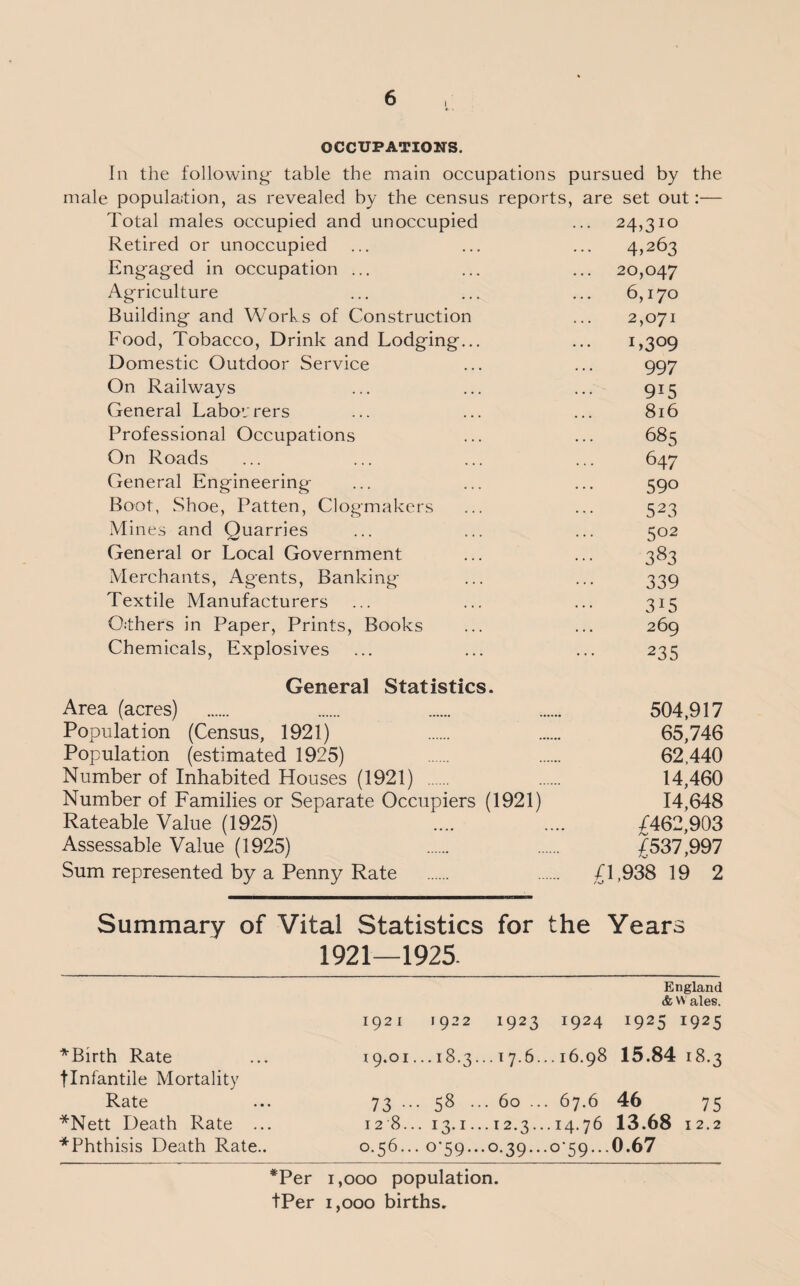 6
OCCUPATIONS.
In the following table the main occupations pursued by the
male population, as revealed by the census reports, are set out :—
Total males occupied and unoccupied ... 24,310
Retired or unoccupied ... ... ... 4,263
Engaged in occupation ... ... ... 20,047
Agriculture ... ... ... 6,170
Building and Works of Construction ... 2,071
Food, Tobacco, Drink and Lodging... ... 1,309
Domestic Outdoor Service ... ... 997
On Railways ... ... ... 915
General Labourers ... ... ... 816
Professional Occupations ... ... 685
On Roads ... ... ... ... 647
General Engineering ... ... ... 590
Boot, Shoe, Patten, Clogmakers ... ... 523
Mines and Quarries ... ... ... 502
General or Local Government ... ... 383
Merchants, Agents, Banking ... ... 339
Textile Manufacturers ... ... ... 315
Others in Paper, Prints, Books ... ... 269
Chemicals, Explosives ... ... ... 235
General Statistics.
Area (acres) ...... ...... ...... ...... 504,917
Population (Census, 1921) ...... ...... 65,746
Population (estimated 1925) ...... ...... 62,440
Number of Inhabited Houses (1921) ...... ...... 14,460
Number of Families or Separate Occupiers (1921) 14,648
Rateable Value (1925) .... .... £462,903
Assessable Value (1925) ...... ...... £537,997
Sum represented by a Penny Rate ...... ...... £1,938 19 2
Summary of Vital Statistics for the Years
1921—1925.
England
& Wales.
1921 1922 1923 1924 1925 1925
*Birth Rate ... 19.01...18.3...17.6...16.98 15.84 18.3
†Infantile Mortality
Rate ... 73 ... 58 ... 60 ... 67.6 46 75
*Nett Death Rate ... 12·8... 13.1...12.3...14.76 13.68 12.2
*Phthisis Death Rate.. 0.56... 0·59...0.39...0·59...0.67
*Per 1,000 population.
†Per 1,000 births.